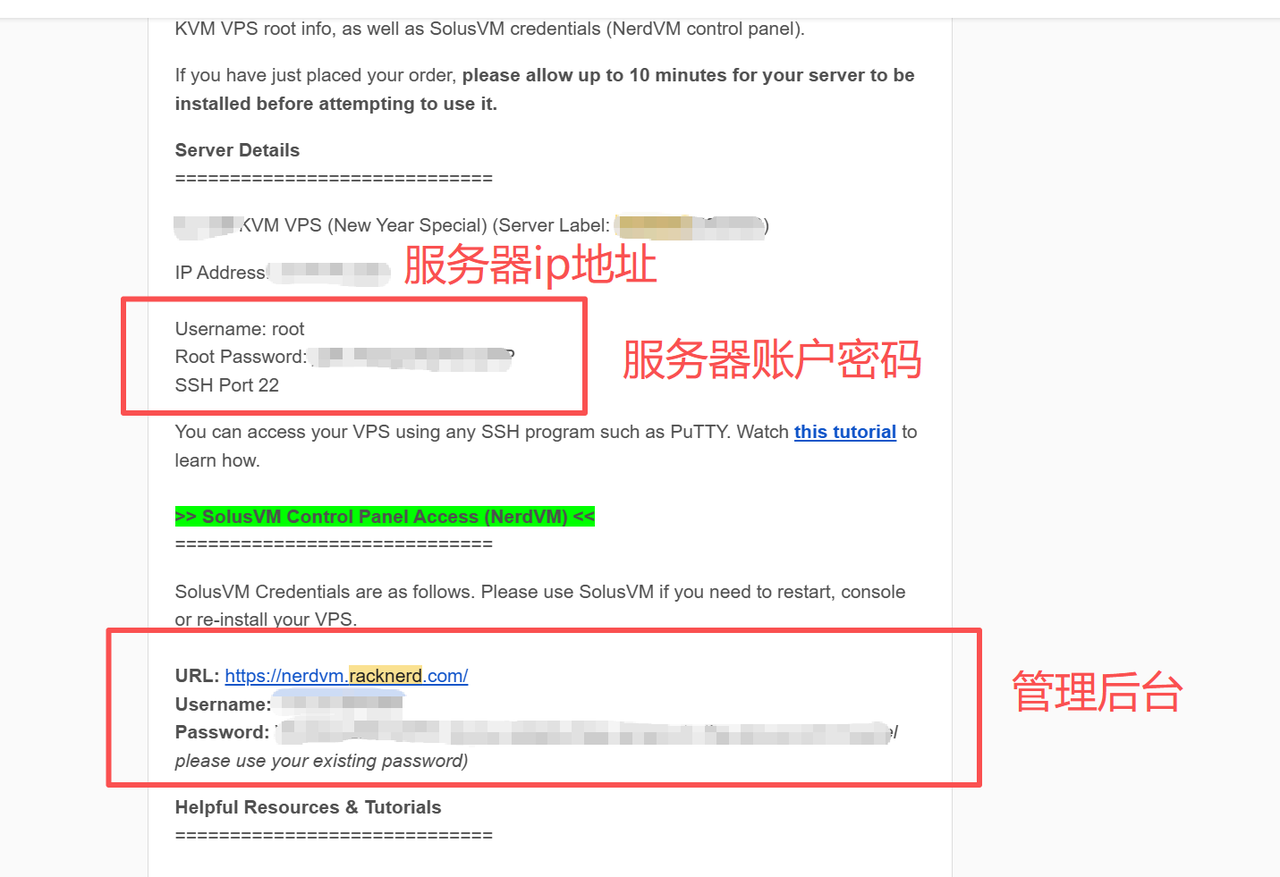 KVM VPS root info, as well as SolusVM credentials (NerdVM control panel).
If you have just placed your order, please allow up to 10 minutes for your server to be
installed before attempting to use it.
Server Details
=============================
KVM VPS (New Year Special) (Server Label: )
IP Address: 服务器ip地址
Username: root
Root Password: P
SSH Port 22
服务器账户密码
You can access your VPS using any SSH program such as PuTTY. Watch this tutorial to
learn how.
>> SolusVM Control Panel Access (NerdVM) <<
=============================
SolusVM Credentials are as follows. Please use SolusVM if you need to restart, console
or re-install your VPS.
URL: https://nerdvm.racknerd.com/
Username:
Password:
please use your existing password)
管理后台
Helpful Resources & Tutorials
=============================